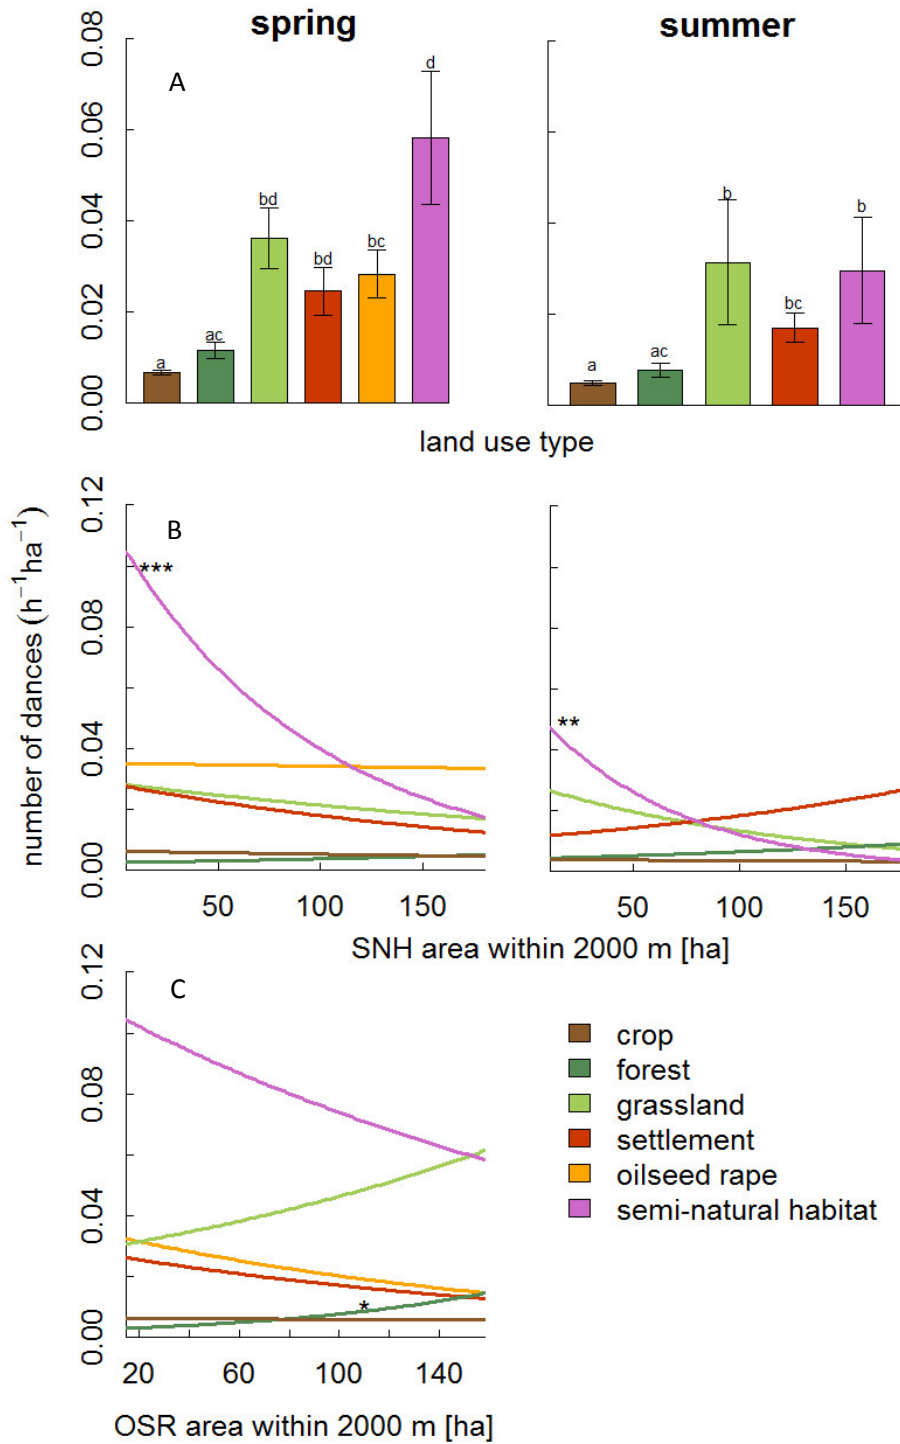 spring
summer
A
0.00 0.02 0.04 0.06 0.08
a ac bd bd bc d
a ac b bc b
land use type
number of dances (h⁻¹ha⁻¹)
B
0.00 0.04 0.08 0.12
***
**
50 100 150
50 100 150
SNH area within 2000 m [ha]
C
0.00 0.04 0.08 0.12
*
20 60 100 140
OSR area within 2000 m [ha]
crop
forest
grassland
settlement
oilseed rape
semi-natural habitat